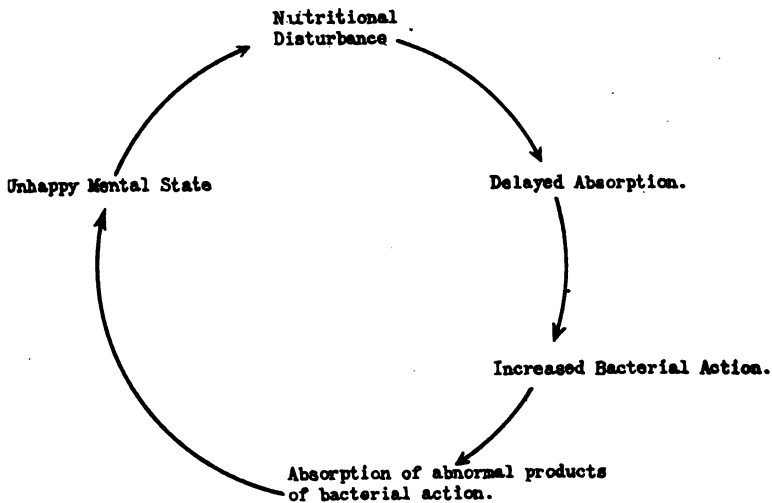 Nutritional
Disturbance
Unhappy Mental State
Delayed Absorption.
Increased Bacterial Action.
Absorption of abnormal products
of bacterial action.